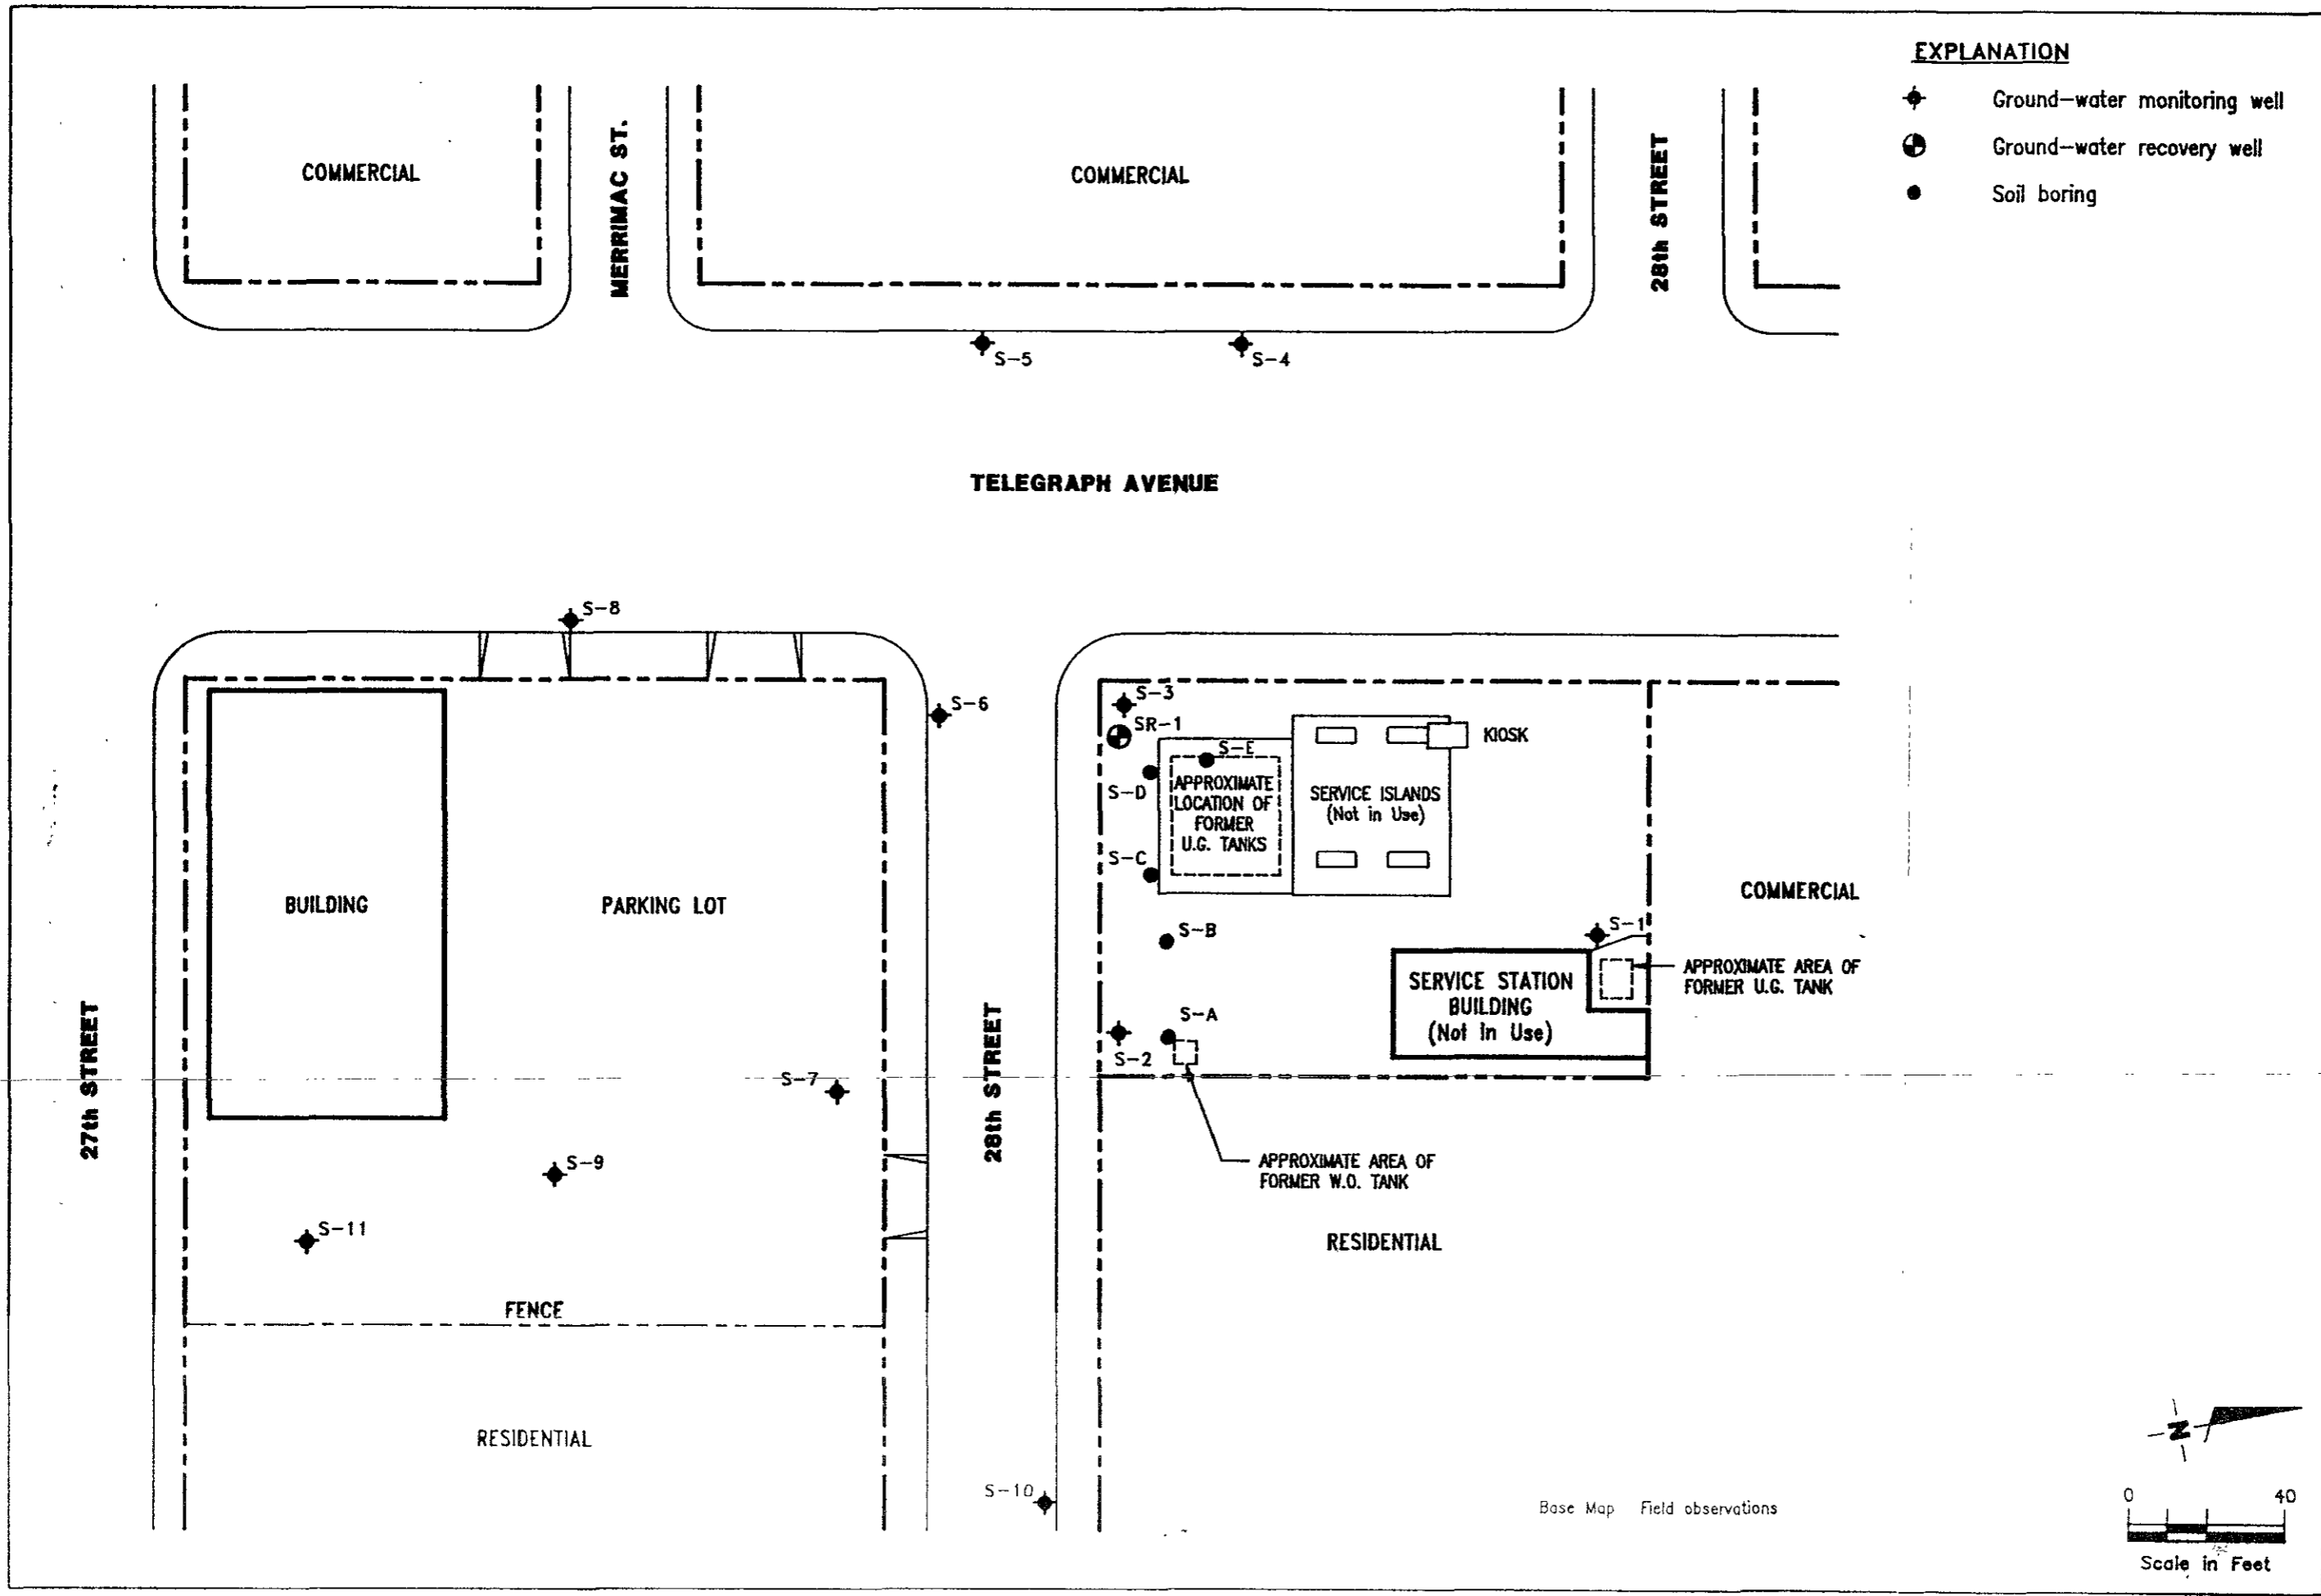 EXPLANATION
Ground-water monitoring well
Ground-water recovery well
Soil boring
COMMERCIAL
MERRIMAC ST.
COMMERCIAL
28th STREET
S-5
S-4
TELEGRAPH AVENUE
S-8
S-6
S-3
SR-1
S-E
KIOSK
S-D
APPROXIMATE
LOCATION OF
FORMER
U.G. TANKS
SERVICE ISLANDS
(Not in Use)
S-C
BUILDING
PARKING LOT
COMMERCIAL
S-B
S-1
SERVICE STATION
BUILDING
(Not In Use)
APPROXIMATE AREA OF
FORMER U.G. TANK
S-A
S-2
27th STREET
S-7
28th STREET
S-9
APPROXIMATE AREA OF
FORMER W.O. TANK
S-11
RESIDENTIAL
FENCE
RESIDENTIAL
S-10
Base Map Field observations
N
0 40
Scale in Feet